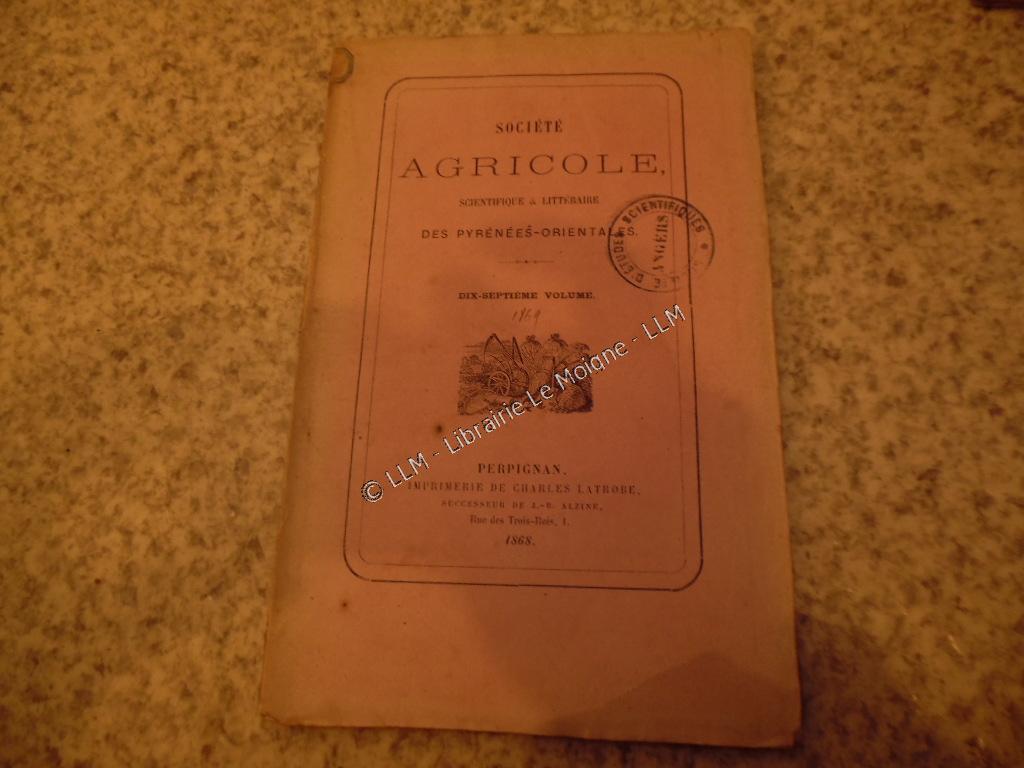 SOCIÉTÉ
AGRICOLE,
SCIENTIFIQUE & LITTÉRAIRE
DES PYRÉNÉES-ORIENTALES.
D'ÉTUDES SCIENTIFIQUES *
ANGERS
DIX-SEPTIÈME VOLUME.
1869
© LLM - Librairie Le Moigne - LLM
PERPIGNAN,
IMPRIMERIE DE CHARLES LATROBE,
SUCCESSEUR DE J.-B. ALZINE,
Rue des Trois-Rois, 1.
1868.